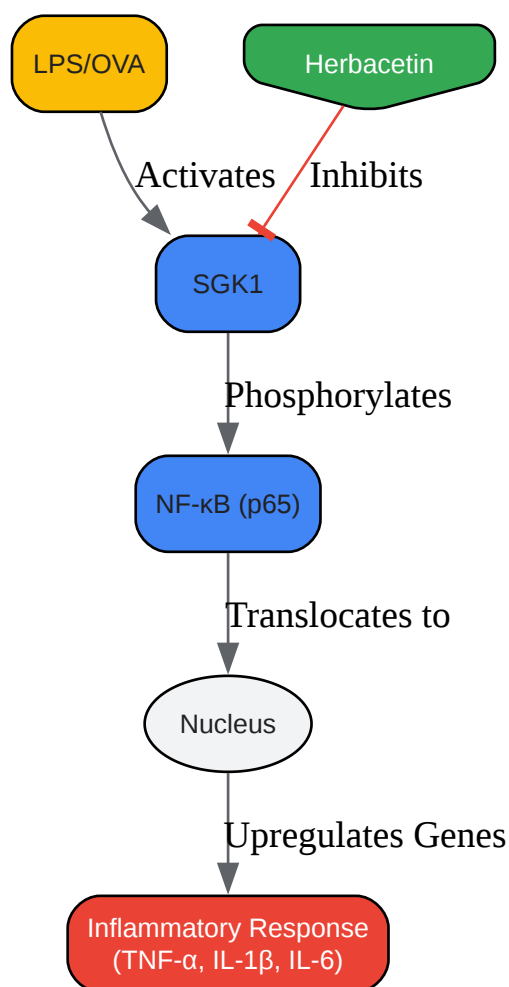 LPS/OVA
Herbacetin
Activates
Inhibits
SGK1
Phosphorylates
NF-κB (p65)
Translocates to
Nucleus
Upregulates Genes
Inflammatory Response
(TNF-α, IL-1β, IL-6)